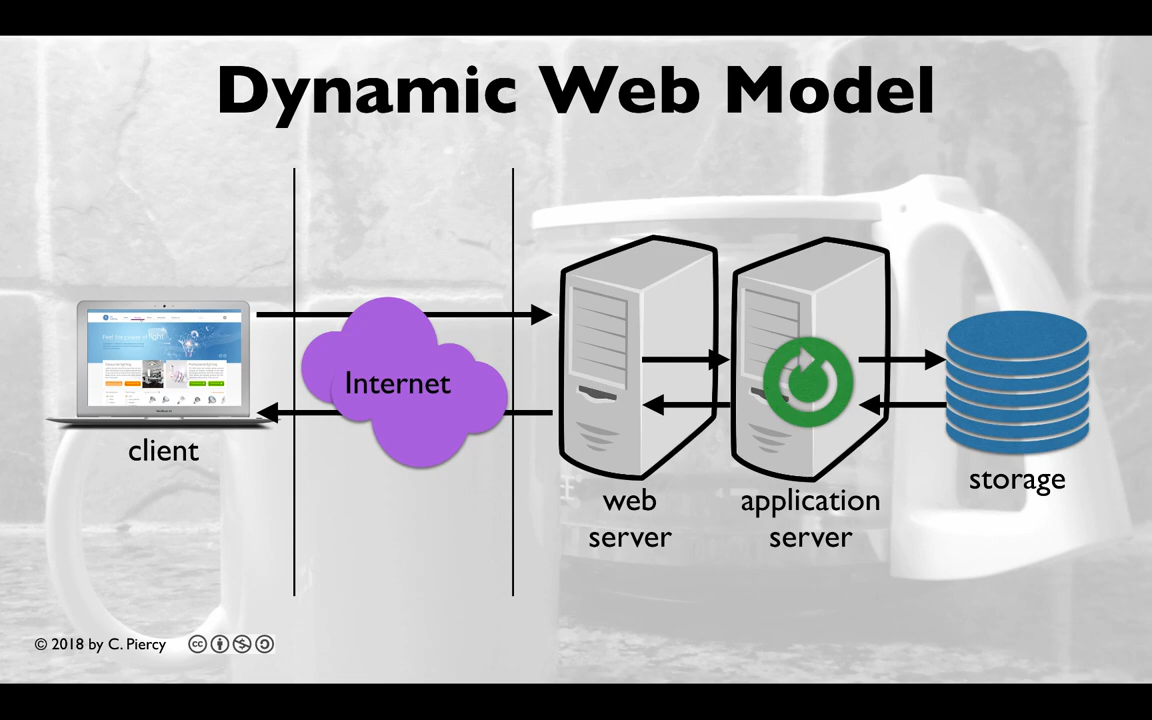 Dynamic Web Model
Internet
client
web
server
application
server
storage
© 2018 by C. Piercy